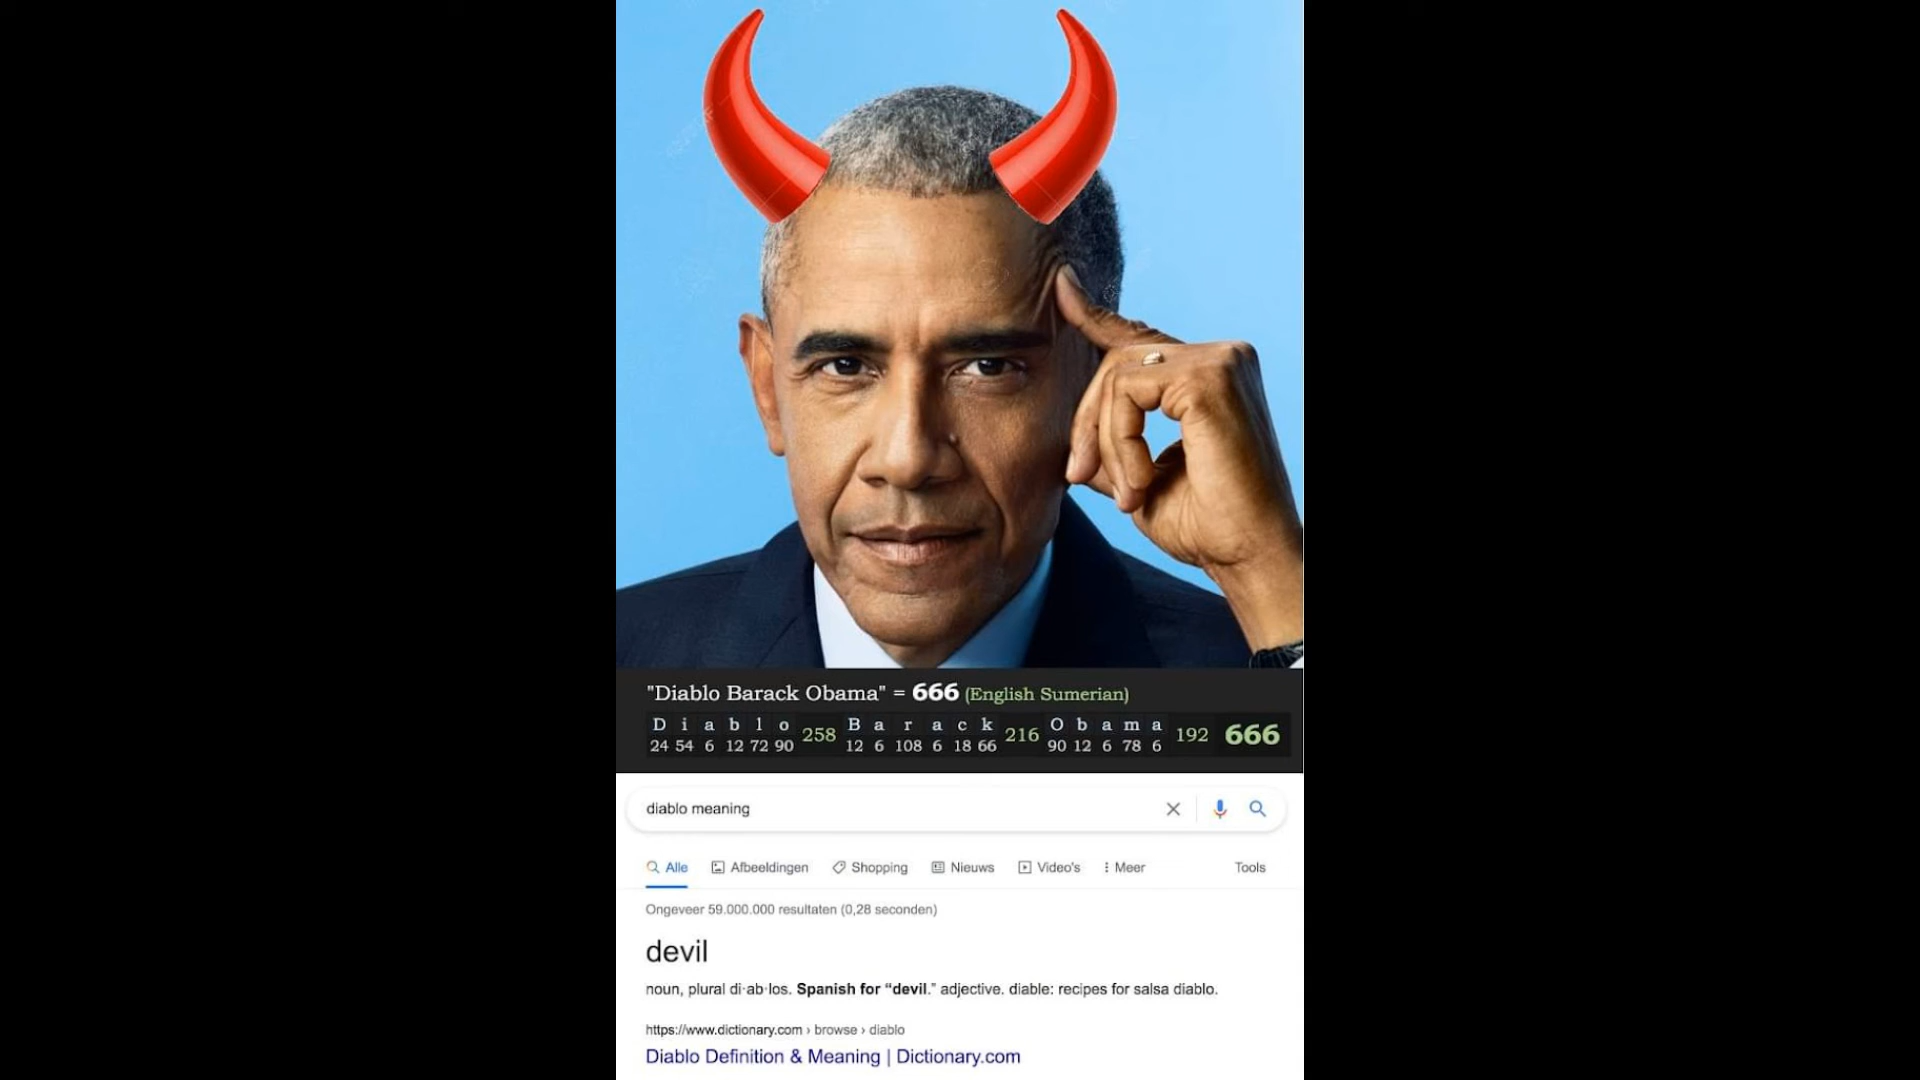 "Diablo Barack Obama" = 666 (English Sumerian)
D i a b l o 258 B a r a c k 216 O b a m a 192 666
24 54 6 12 72 90 12 6 108 6 18 66 90 12 6 78 6
diablo meaning
Alle Afbeeldingen Shopping Nieuws Video's Meer Tools
Ongeveer 59.000.000 resultaten (0,28 seconden)
devil
noun, plural di·ab·los. Spanish for “devil.” adjective. diable: recipes for salsa diablo.
https://www.dictionary.com › browse › diablo
Diablo Definition & Meaning | Dictionary.com